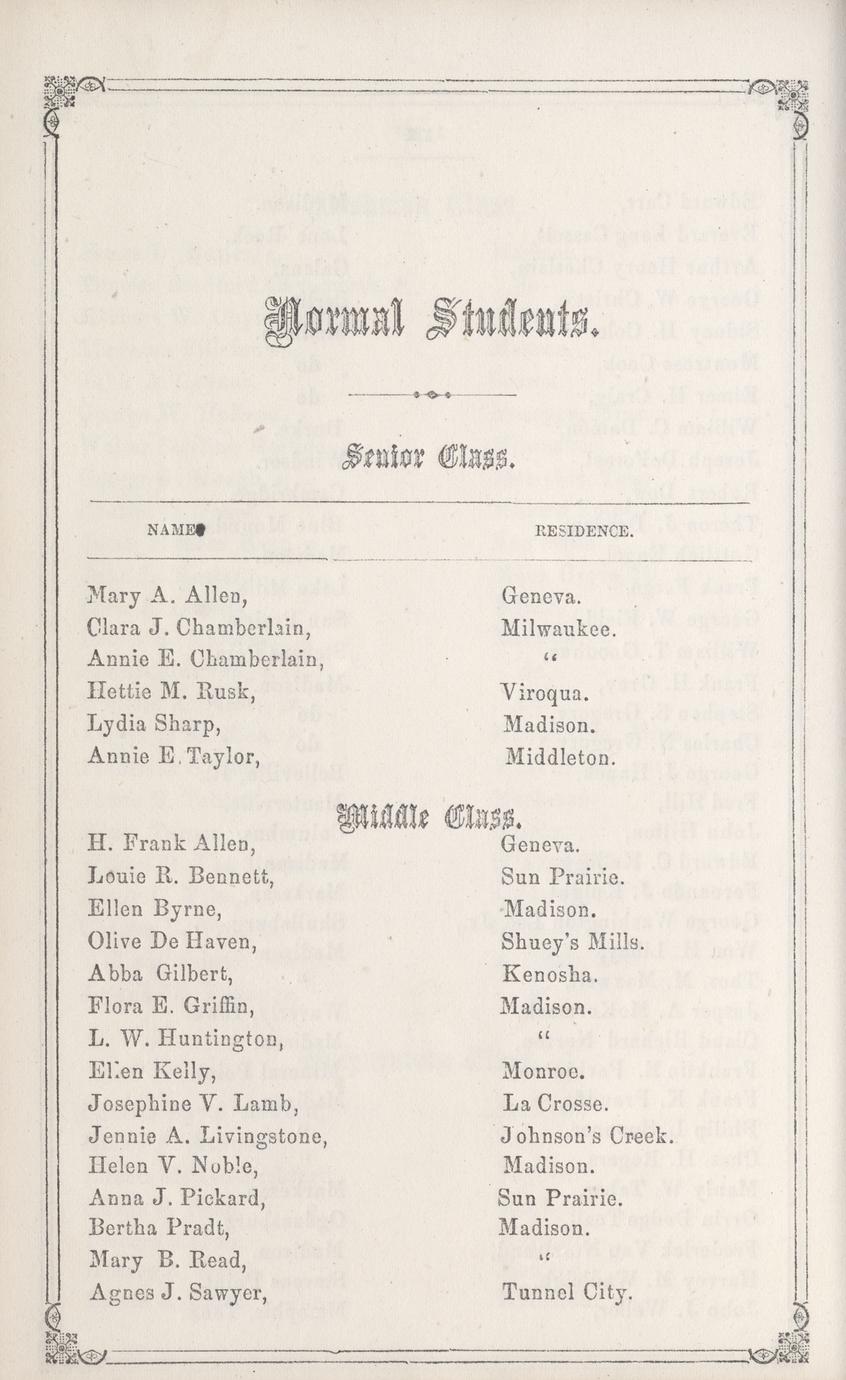 Normal Students.
Senior Class.
NAME RESIDENCE.
Mary A. Allen, Geneva.
Clara J. Chamberlain, Milwaukee.
Annie E. Chamberlain, “
Hettie M. Rusk, Viroqua.
Lydia Sharp, Madison.
Annie E. Taylor, Middleton.
Middle Class.
H. Frank Allen, Geneva.
Louie R. Bennett, Sun Prairie.
Ellen Byrne, Madison.
Olive De Haven, Shuey's Mills.
Abba Gilbert, Kenosha.
Flora E. Griffin, Madison.
L. W. Huntington, “
Ellen Kelly, Monroe.
Josephine V. Lamb, La Crosse.
Jennie A. Livingstone, Johnson's Creek.
Helen V. Noble, Madison.
Anna J. Pickard, Sun Prairie.
Bertha Pradt, Madison.
Mary B. Read, “
Agnes J. Sawyer, Tunnel City.